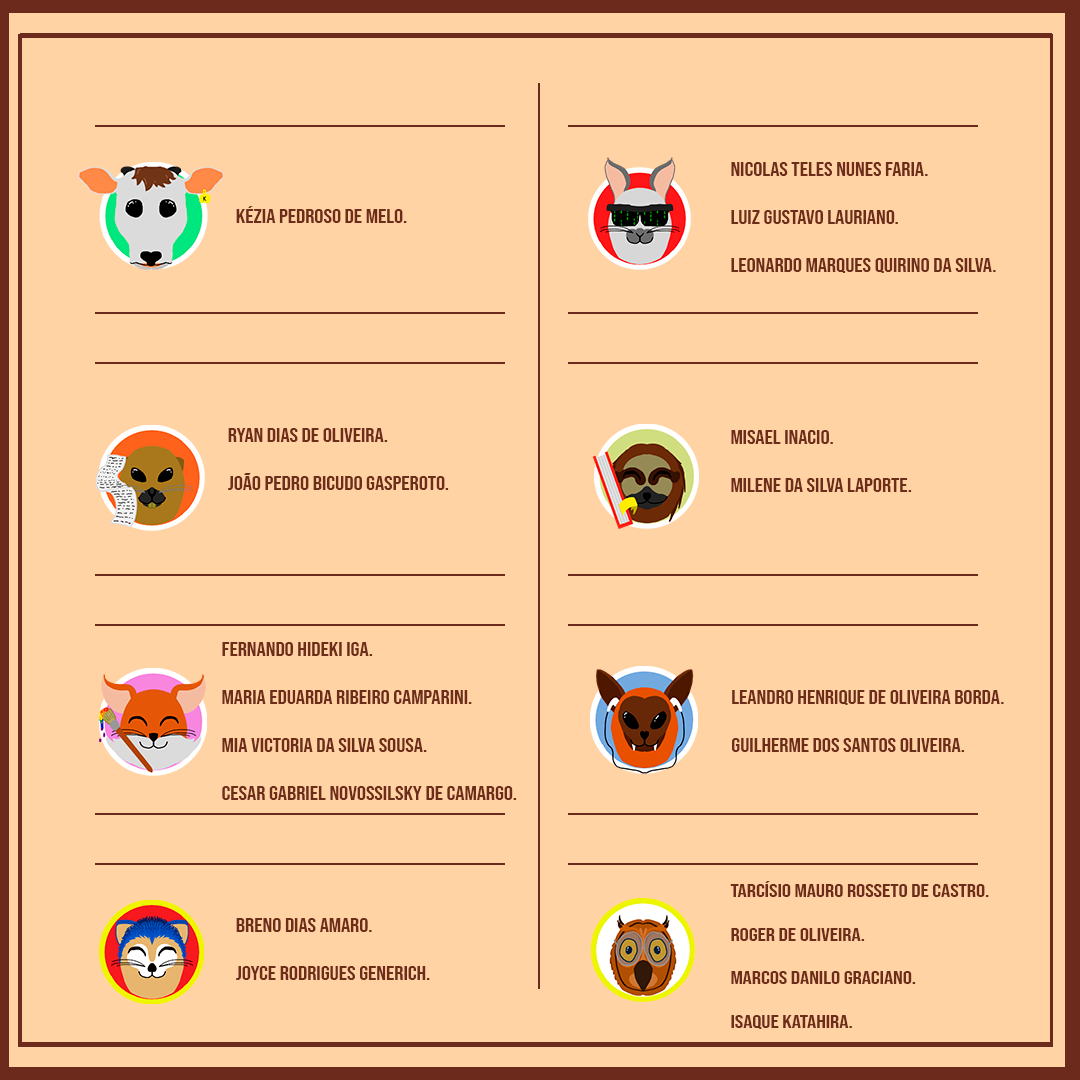 KÉZIA PEDROSO DE MELO.
NICOLAS TELES NUNES FARIA.
LUIZ GUSTAVO LAURIANO.
LEONARDO MARQUES QUIRINO DA SILVA.
RYAN DIAS DE OLIVEIRA.
JOÃO PEDRO BICUDO GASPEROTO.
MISAEL INACIO.
MILENE DA SILVA LAPORTE.
FERNANDO HIDEKI IGA.
MARIA EDUARDA RIBEIRO CAMPARINI.
MIA VICTORIA DA SILVA SOUSA.
CESAR GABRIEL NOVOSSILSKY DE CAMARGO.
LEANDRO HENRIQUE DE OLIVEIRA BORDA.
GUILHERME DOS SANTOS OLIVEIRA.
BRENO DIAS AMARO.
JOYCE RODRIGUES GENERICH.
TARCÍSIO MAURO ROSSETO DE CASTRO.
ROGER DE OLIVEIRA.
MARCOS DANILO GRACIANO.
ISAQUE KATAHIRA.